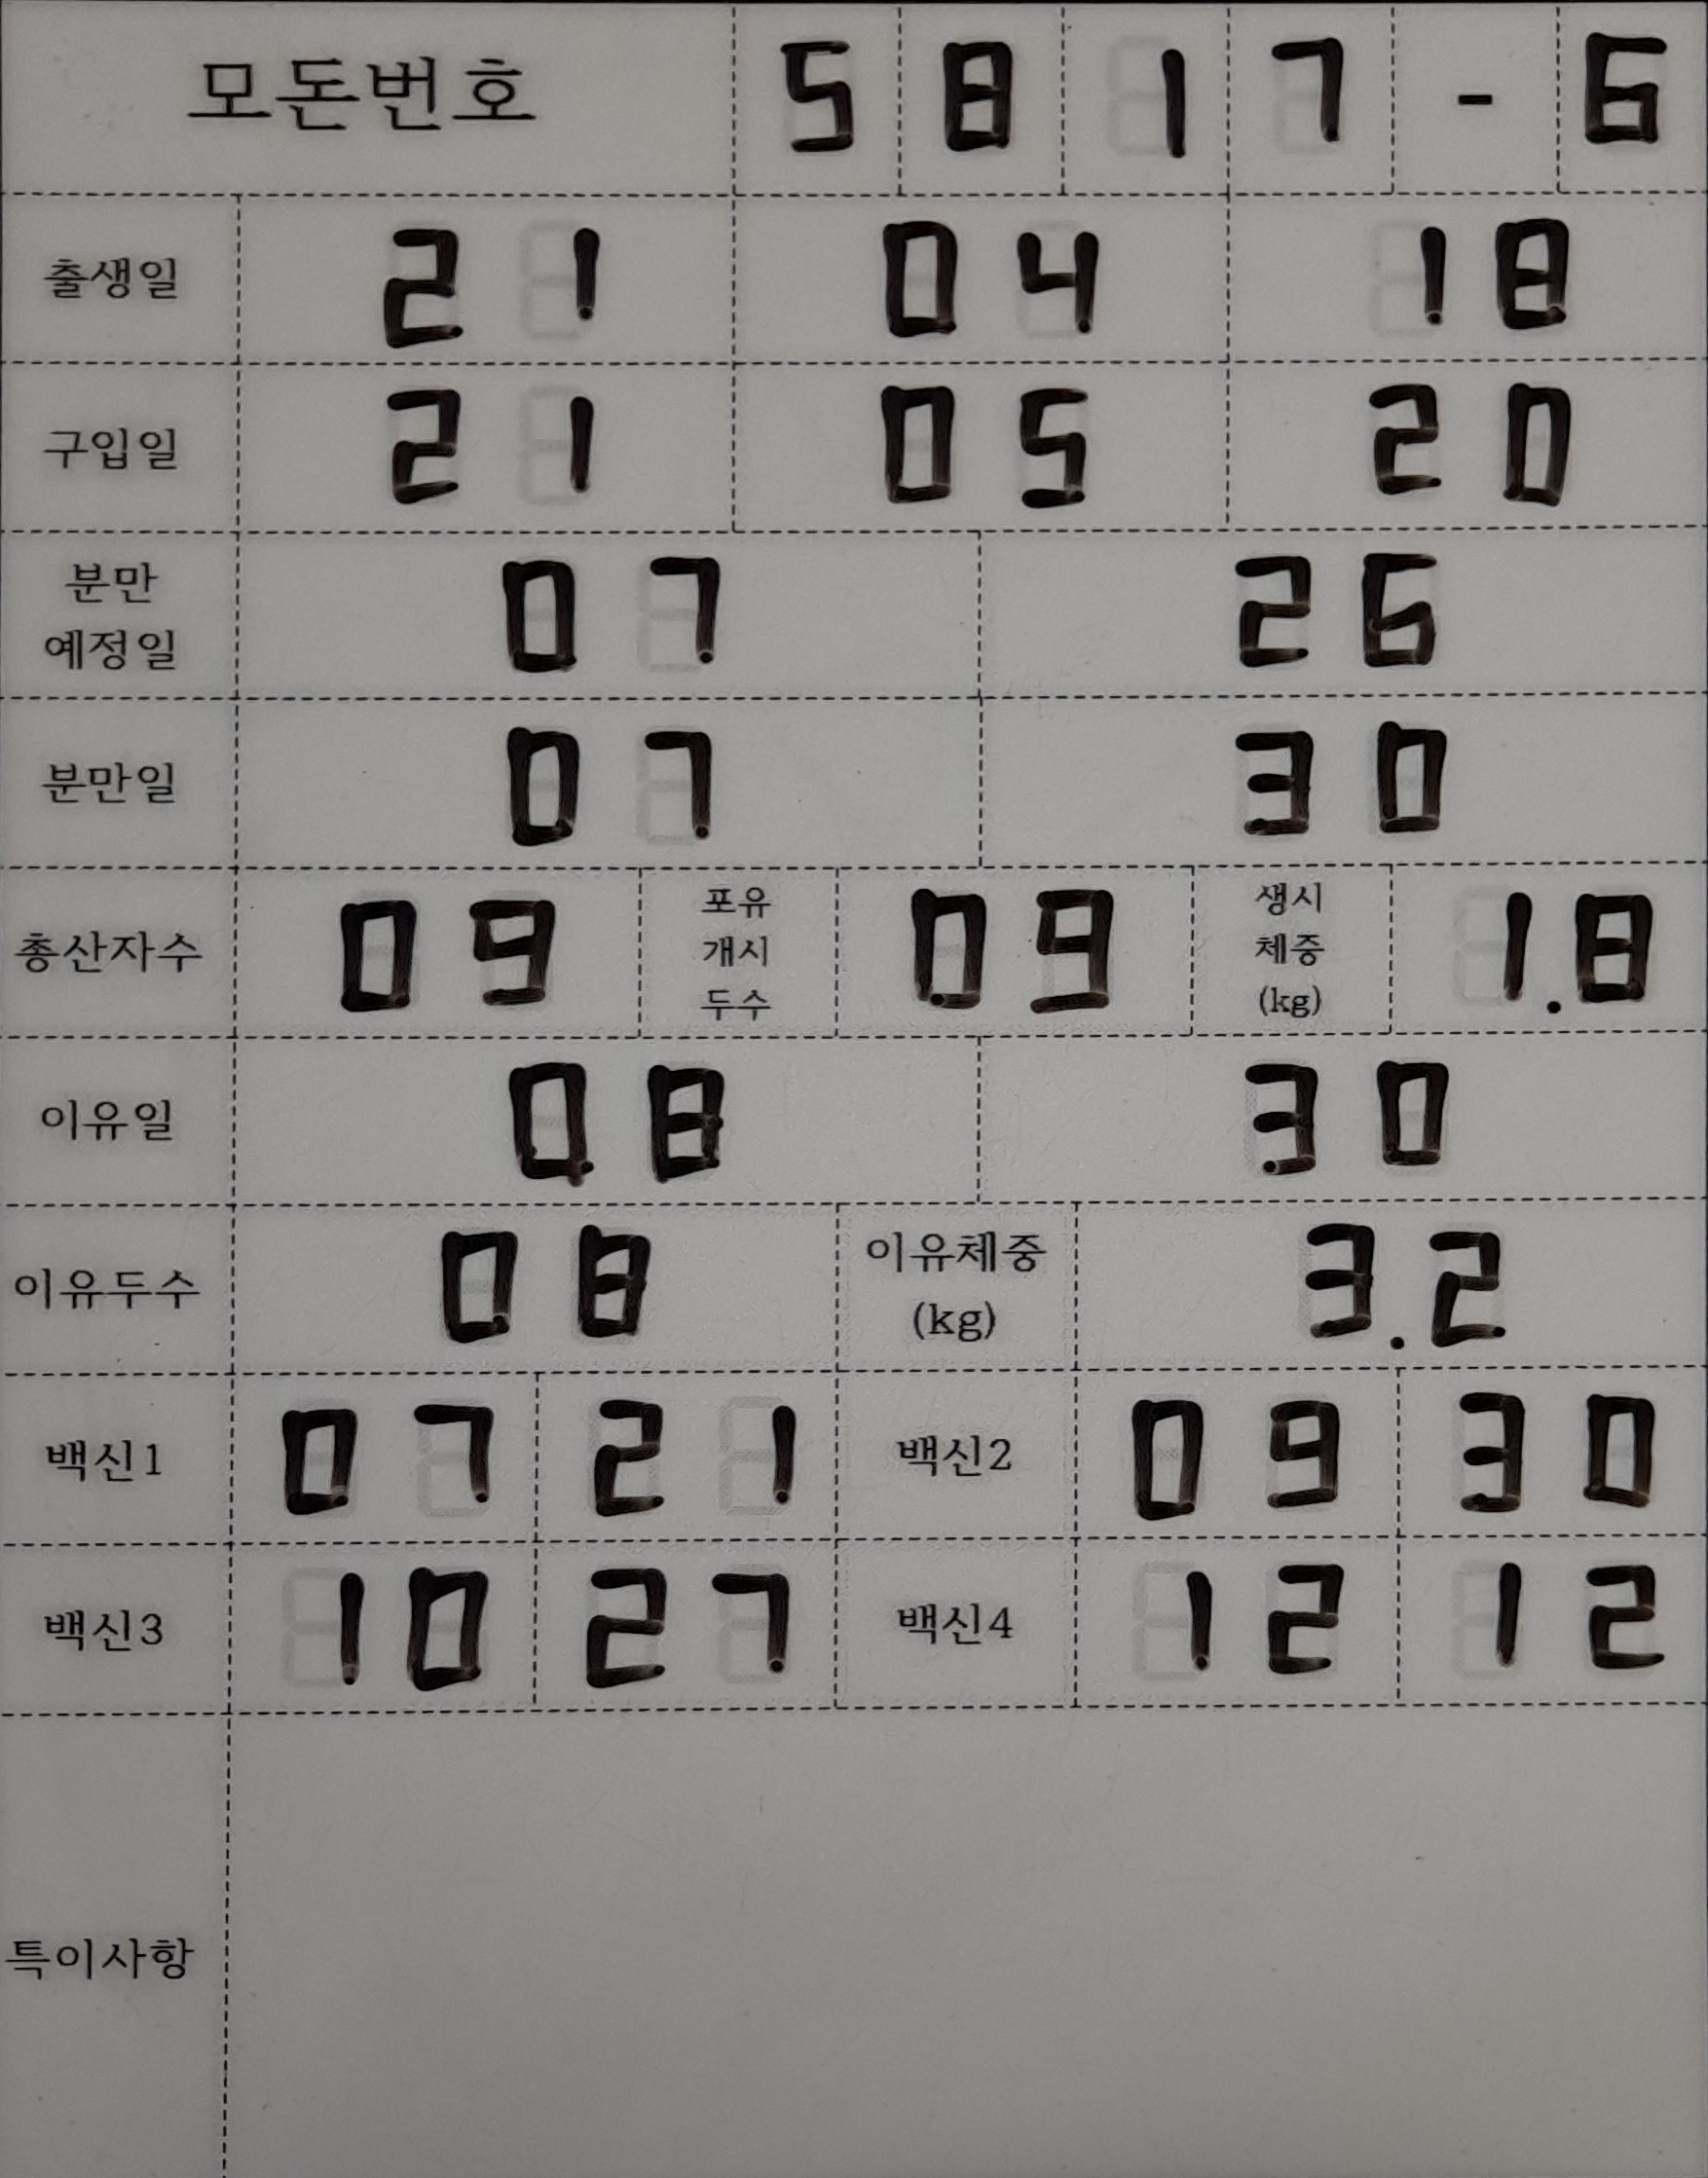 모돈번호 5 8 1 7 - 6
출생일 21 04 18
구입일 21 05 20
분만 예정일 07 26
분만일 07 30
총산자수 09 포유 개시 두수 09 생시 체중 (kg) 1.8
이유일 08 30
이유두수 08 이유체중 (kg) 3.2
백신1 07 21 백신2 09 30
백신3 10 27 백신4 12 12
특이사항